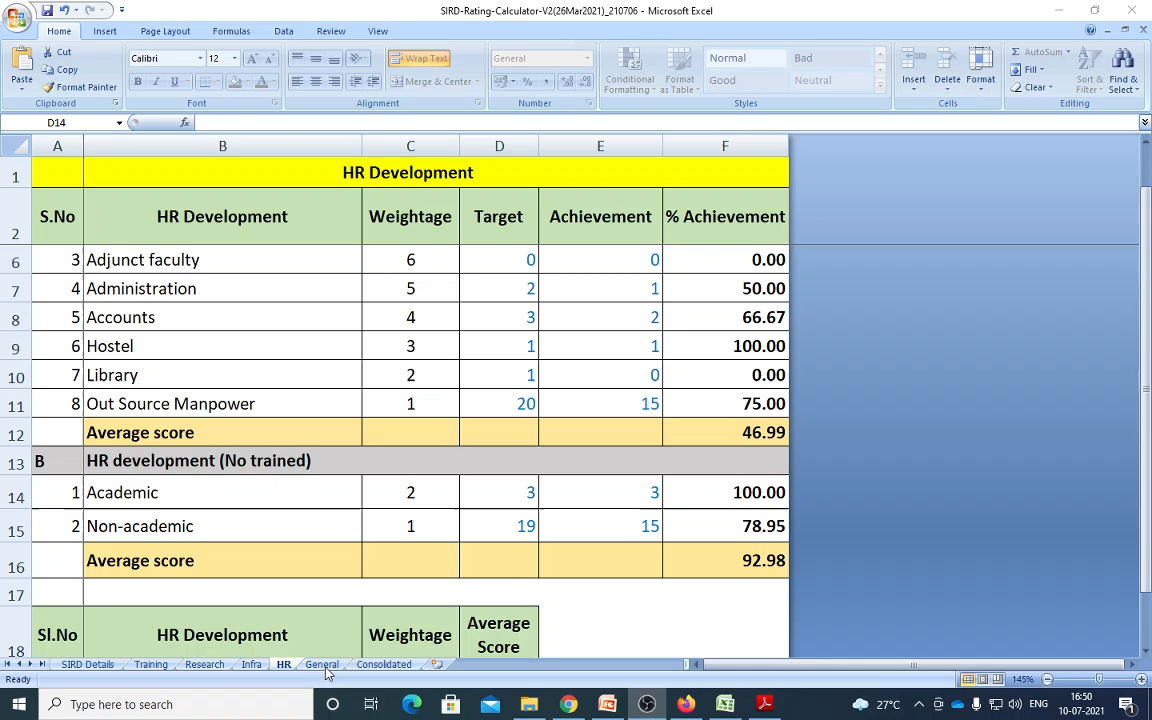 SIRD-Rating-Calculator-V2(26Mar2021)_210706 - Microsoft Excel
Home Insert Page Layout Formulas Data Review View
Paste
Cut
Copy
Format Painter
Clipboard
Calibri 12
B I U
Font
Wrap Text
Merge & Center
Alignment
General
% ,
Number
Conditional Formatting
Format as Table
Normal Bad
Good Neutral
Styles
Insert Delete Format
Cells
AutoSum
Fill
Clear
Sort & Filter
Find & Select
Editing
D14 fx
A B C D E F
1 HR Development
2 S.No HR Development Weightage Target Achievement % Achievement
6 3 Adjunct faculty 6 0 0 0.00
7 4 Administration 5 2 1 50.00
8 5 Accounts 4 3 2 66.67
9 6 Hostel 3 1 1 100.00
10 7 Library 2 1 0 0.00
11 8 Out Source Manpower 1 20 15 75.00
12 Average score 46.99
13 B HR development (No trained)
14 1 Academic 2 3 3 100.00
15 2 Non-academic 1 19 15 78.95
16 Average score 92.98
17
18 Sl.No HR Development Weightage Average Score
SIRD Details Training Research Infra HR General Consolidated
Ready 145%
Type here to search
27°C ENG
16:50
10-07-2021
1